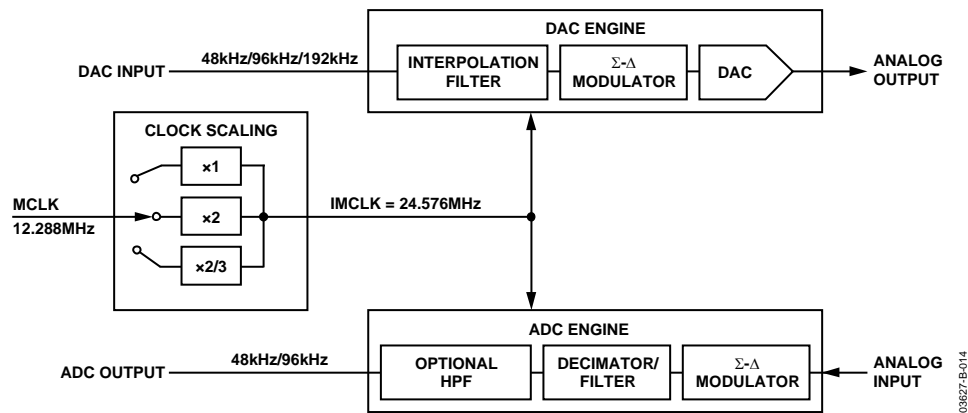 DAC ENGINE
DAC INPUT
48kHz/96kHz/192kHz
INTERPOLATION
FILTER
Σ-Δ
MODULATOR
DAC
ANALOG
OUTPUT
CLOCK SCALING
×1
MCLK
12.288MHz
×2
IMCLK = 24.576MHz
×2/3
ADC ENGINE
ADC OUTPUT
48kHz/96kHz
OPTIONAL
HPF
DECIMATOR/
FILTER
Σ-Δ
MODULATOR
ANALOG
INPUT
03627-B-014